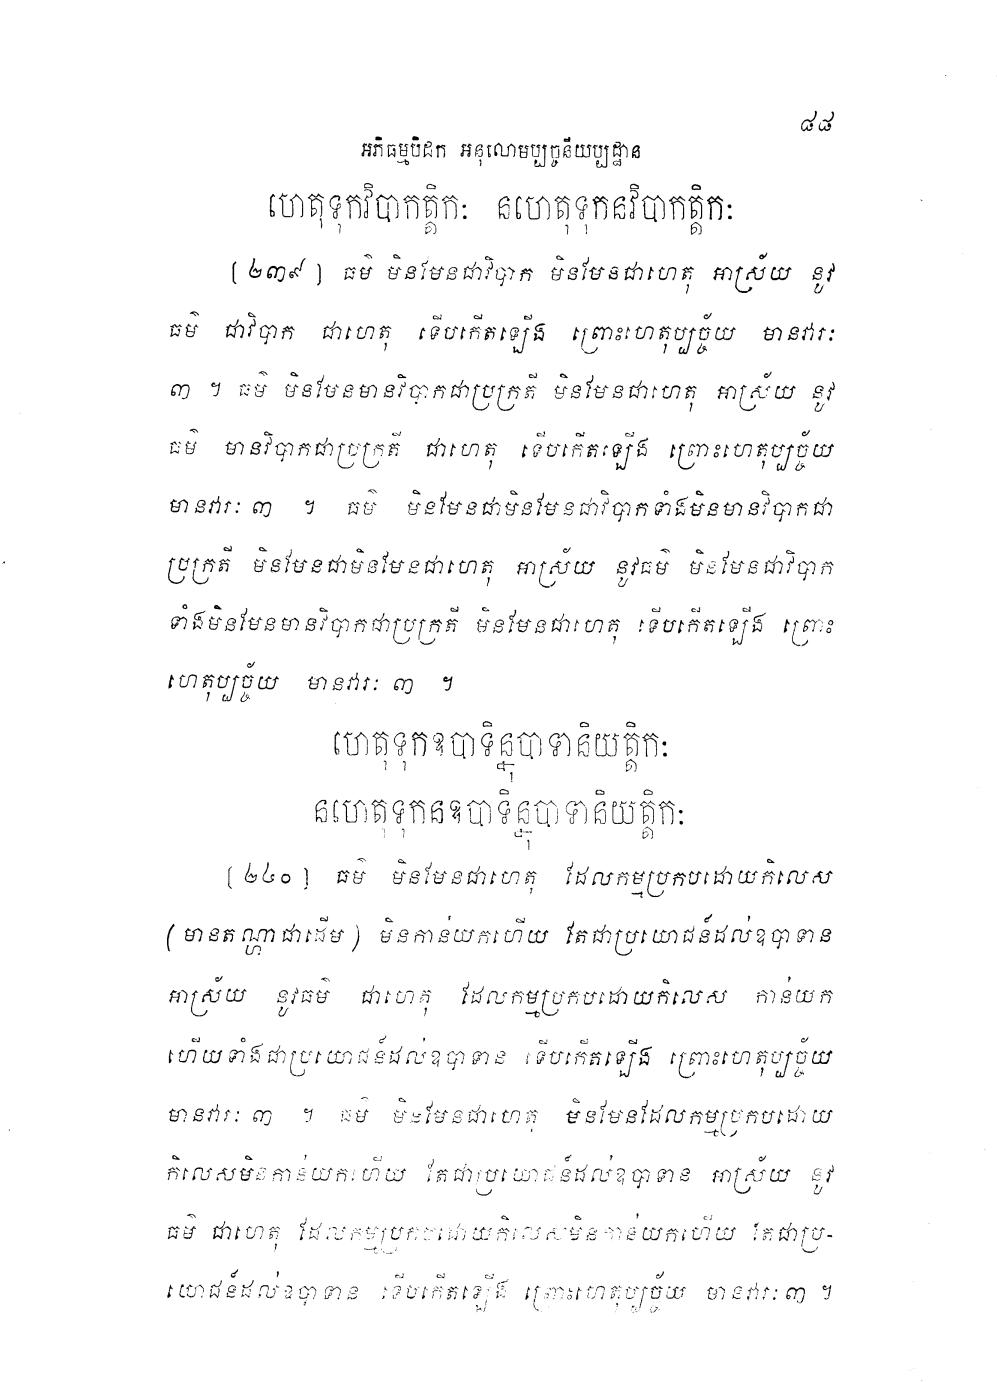 ៨៨
អភិធម្មបិដក អនុលោមប្បច្ចនីយប្បដ្ឋាន
ហេតុទុកវិបាកត្តិកៈ នហេតុទុកនវិបាកត្តិកៈ
[ ២៣៩ ] ធម៌ មិនមែនជាវិបាក មិនមែនជាហេតុ អាស្រ័យ នូវ
ធម៌ ជាវិបាក ជាហេតុ ទើបកើតឡើង ព្រោះហេតុប្បច្ច័យ មានវារៈ
៣ ។ ធម៌ មិនមែនមានវិបាកជាប្រក្រតី មិនមែនជាហេតុ អាស្រ័យ នូវ
ធម៌ មានវិបាកជាប្រក្រតី ជាហេតុ ទើបកើតឡើង ព្រោះហេតុប្បច្ច័យ
មានវារៈ ៣ ។ ធម៌ មិនមែនជាមិនមែនជាវិបាកទាំងមិនមានវិបាកជា
ប្រក្រតី មិនមែនជាមិនមែនជាហេតុ អាស្រ័យ នូវធម៌ មិនមែនជាវិបាក
ទាំងមិនមែនមានវិបាកជាប្រក្រតី មិនមែនជាហេតុ ទើបកើតឡើង ព្រោះ
ហេតុប្បច្ច័យ មានវារៈ ៣ ។
ហេតុទុកឧបាទិន្នុបាទានិយត្តិកៈ
នហេតុទុកនឧបាទិន្នុបាទានិយត្តិកៈ
[ ២៤០ ] ធម៌ មិនមែនជាហេតុ ដែលកម្មប្រកបដោយកិលេស
(មានតណ្ហាជាដើម) មិនកាន់យកហើយ តែជាប្រយោជន៍ដល់ឧបាទាន
អាស្រ័យ នូវធម៌ ជាហេតុ ដែលកម្មប្រកបដោយកិលេស កាន់យក
ហើយទាំងជាប្រយោជន៍ដល់ឧបាទាន ទើបកើតឡើង ព្រោះហេតុប្បច្ច័យ
មានវារៈ ៣ ។ ធម៌ មិនមែនជាហេតុ មិនមែនដែលកម្មប្រកបដោយ
កិលេសមិនកាន់យកហើយ តែជាប្រយោជន៍ដល់ឧបាទាន អាស្រ័យ នូវ
ធម៌ ជាហេតុ ដែលកម្មប្រកបដោយកិលេសមិនកាន់យកហើយ តែជាប្រ-
យោជន៍ដល់ឧបាទាន ទើបកើតឡើង ព្រោះហេតុប្បច្ច័យ មានវារៈ ៣ ។